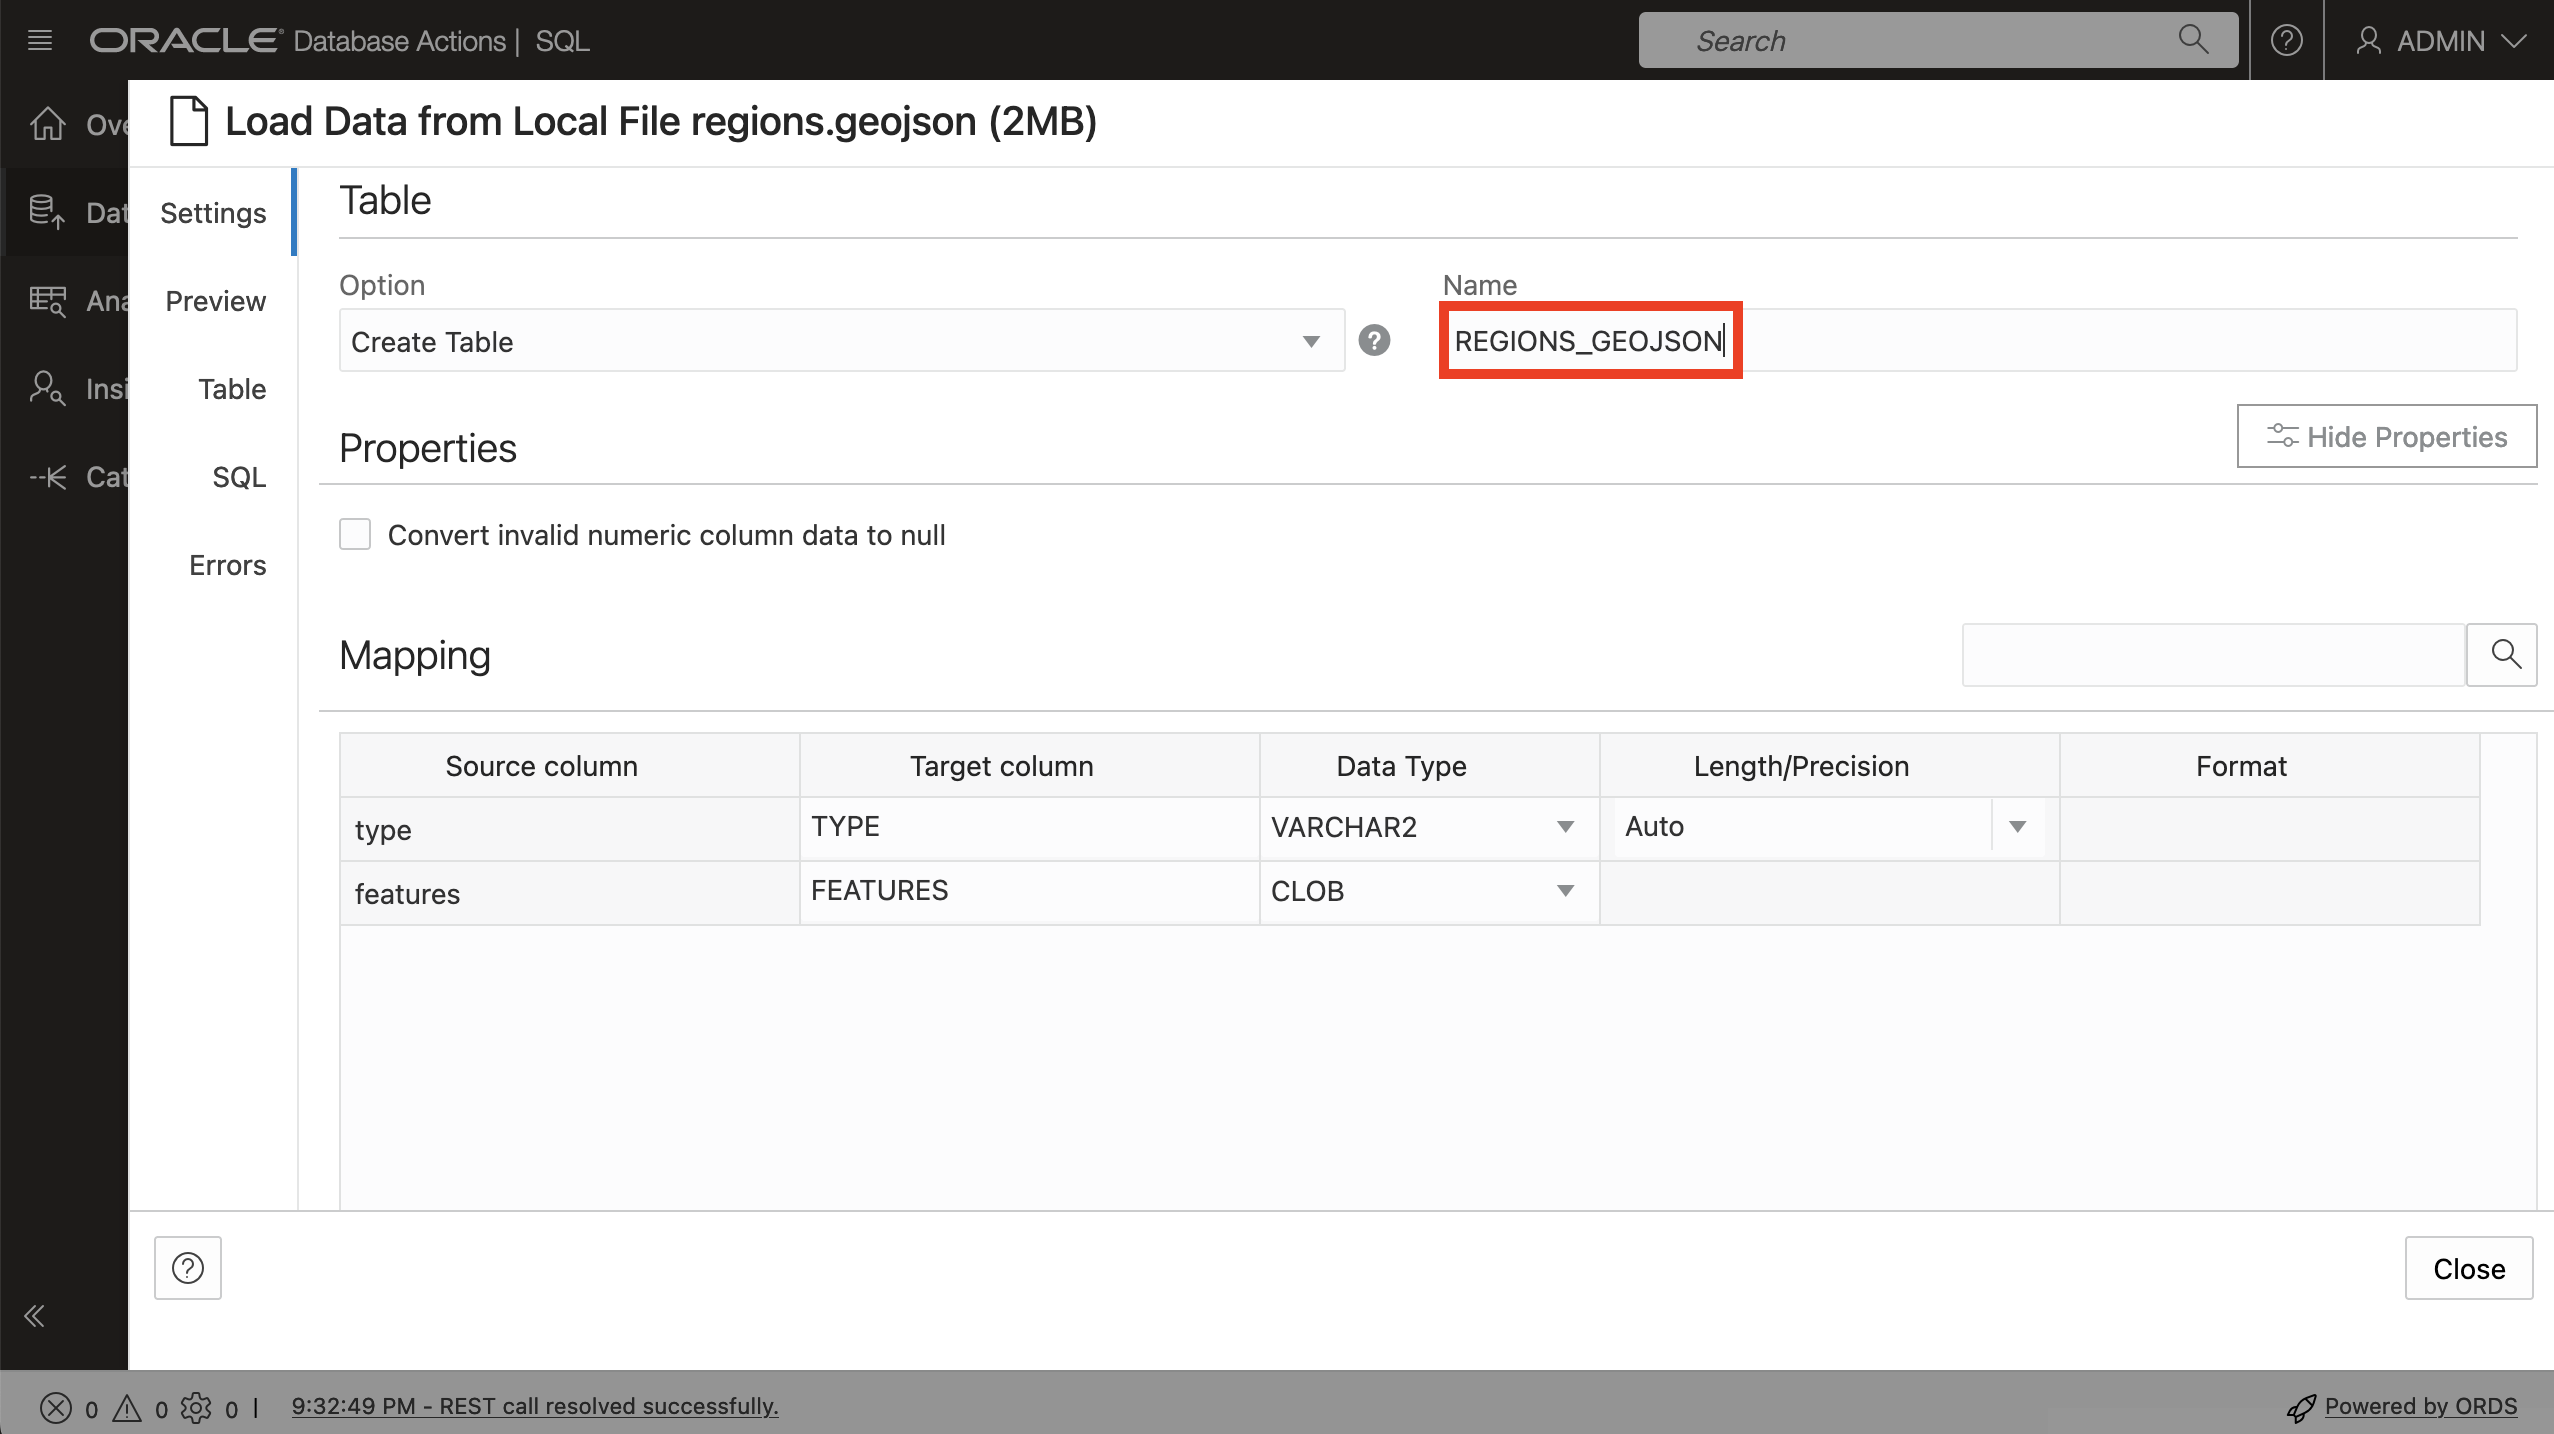 ORACLE Database Actions | SQL
Search
ADMIN
Ove
Dat
Ana
Insi
Cat
Load Data from Local File regions.geojson (2MB)
Settings
Preview
Table
SQL
Errors
Table
Option
Name
Create Table
REGIONS_GEOJSON
Properties
Hide Properties
Convert invalid numeric column data to null
Mapping
Source column Target column Data Type Length/Precision Format
type TYPE VARCHAR2 Auto
features FEATURES CLOB
Close
0 0 0 | 9:32:49 PM - REST call resolved successfully.
Powered by ORDS